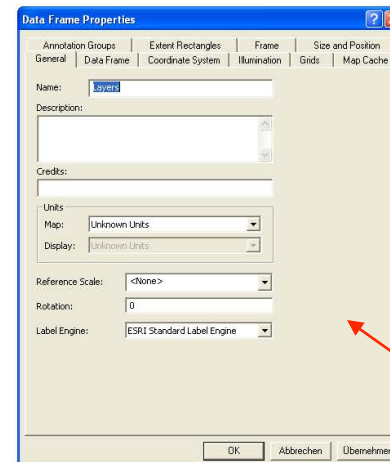 Data Frame Properties
Annotation Groups Extent Rectangles Frame Size and Position
General Data Frame Coordinate System Illumination Grids Map Cache
Name: Layers
Description:
Credits:
Units
Map: Unknown Units
Display: Unknown Units
Reference Scale: <None>
Rotation: 0
Label Engine: ESRI Standard Label Engine
OK Abbrechen Übernehmen